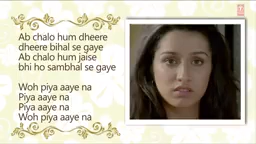 Ab chalo hum dheere
dheere bihal se gaye
Ab chalo hum jaise
bhi ho sambhal se gaye
Woh piya aaye na
Piya aaye na
Piya aaye na
Woh piya aaye na